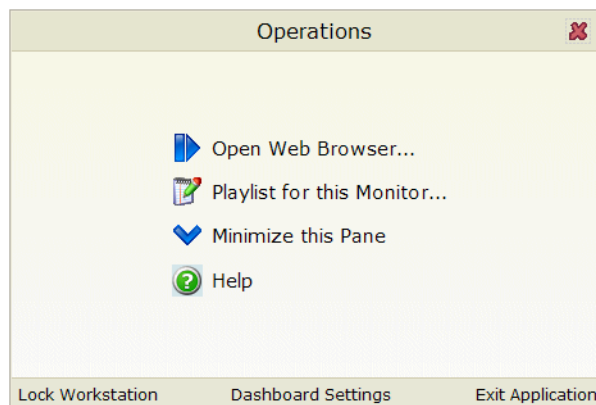 Operations
Open Web Browser...
Playlist for this Monitor...
Minimize this Pane
Help
Lock Workstation Dashboard Settings Exit Application